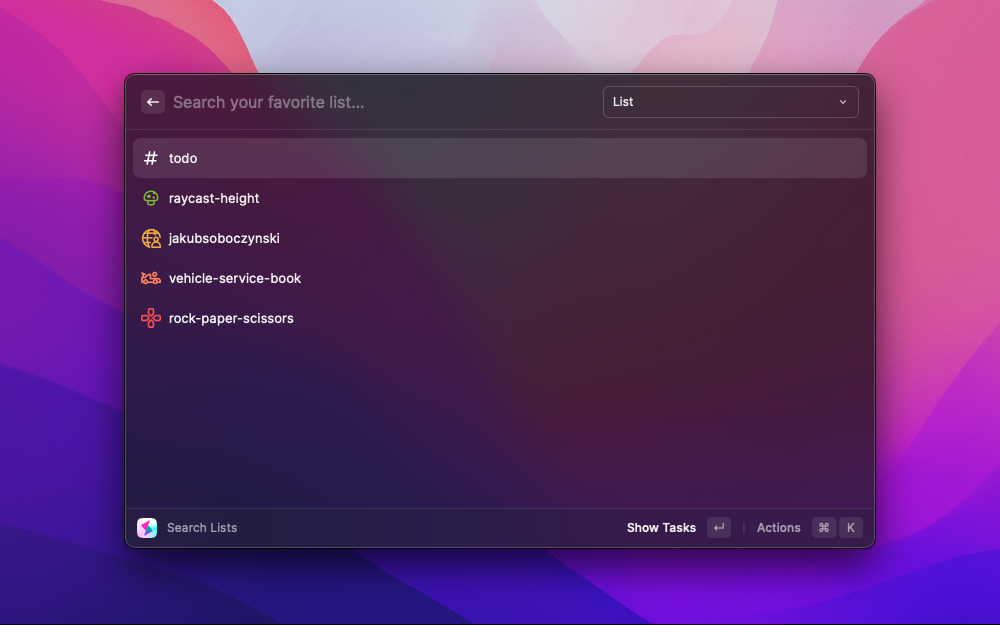 Search your favorite list...
List
# todo
raycast-height
jakubsoboczynski
vehicle-service-book
rock-paper-scissors
Search Lists
Show Tasks ↵ | Actions ⌘ K